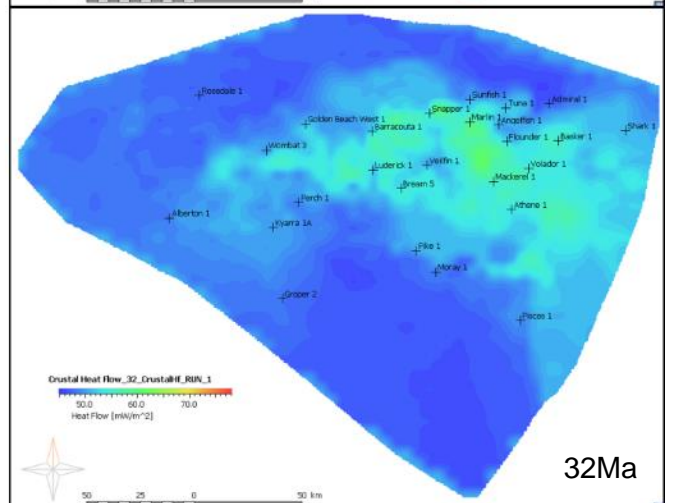 Rosedale 1
Sunfish 1
Tuna 1
Admiral 1
Snapper 1
Golden Beach West 1
Marlin 1
Angelfish 1
Shark 1
Barracouta 1
Flounder 1
Basker 1
Wombat 3
Luderick 1
Veilfin 1
Volador 1
Bream 5
Mackerel 1
Perch 1
Athene 1
Alberton 1
Kyarra 1A
Pike 1
Moray 1
Groper 2
Pisces 1
Crustal Heat Flow_32_CrustalHf_RUN_1
50.0 60.0 70.0
Heat Flow [mW/m^2]
32Ma
50 25 0 50 km